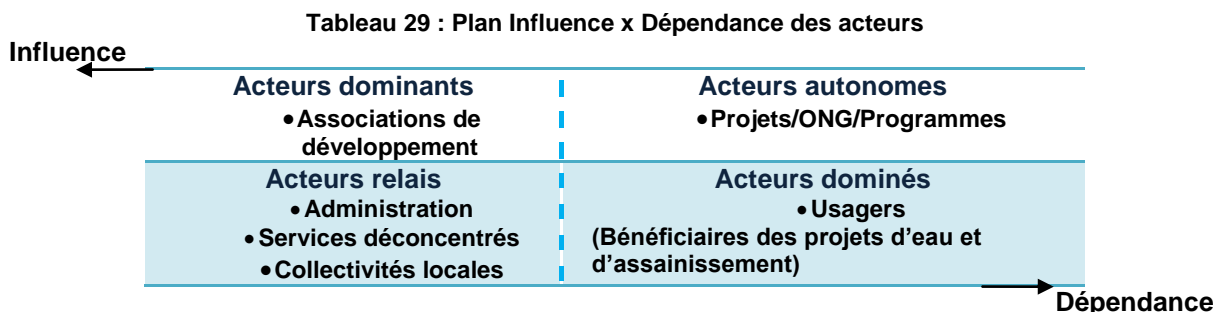 Tableau 29 : Plan Influence x Dépendance des acteurs
Influence
Acteurs dominants
•Associations de
développement
Acteurs autonomes
•Projets/ONG/Programmes
Acteurs relais
•Administration
•Services déconcentrés
•Collectivités locales
Acteurs dominés
•Usagers
(Bénéficiaires des projets d'eau et
d'assainissement)
Dépendance